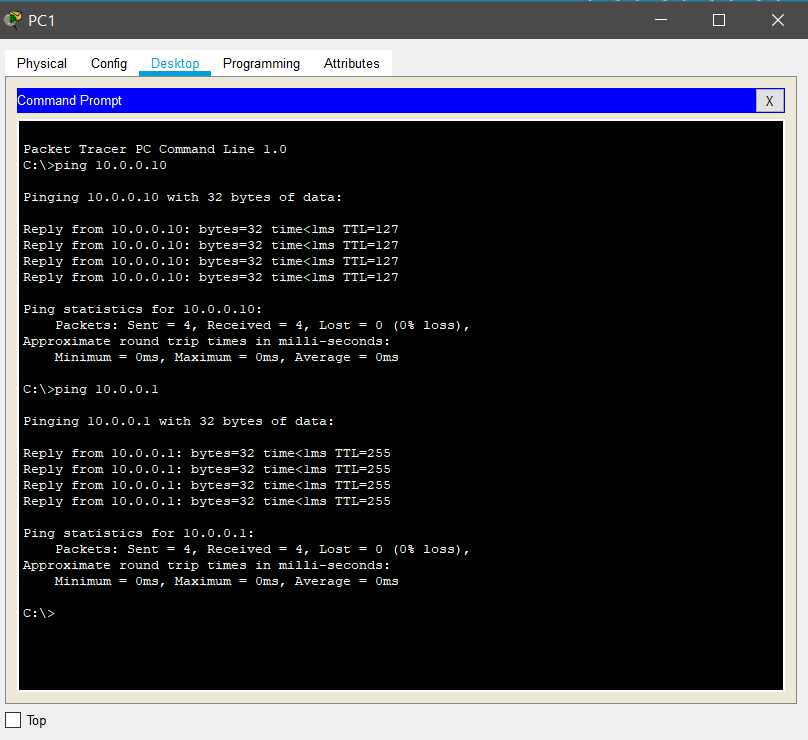 PC1
Physical Config Desktop Programming Attributes
Command Prompt X
Packet Tracer PC Command Line 1.0
C:\>ping 10.0.0.10
Pinging 10.0.0.10 with 32 bytes of data:
Reply from 10.0.0.10: bytes=32 time<1ms TTL=127
Reply from 10.0.0.10: bytes=32 time<1ms TTL=127
Reply from 10.0.0.10: bytes=32 time<1ms TTL=127
Reply from 10.0.0.10: bytes=32 time<1ms TTL=127
Ping statistics for 10.0.0.10:
    Packets: Sent = 4, Received = 4, Lost = 0 (0% loss),
Approximate round trip times in milli-seconds:
    Minimum = 0ms, Maximum = 0ms, Average = 0ms
C:\>ping 10.0.0.1
Pinging 10.0.0.1 with 32 bytes of data:
Reply from 10.0.0.1: bytes=32 time<1ms TTL=255
Reply from 10.0.0.1: bytes=32 time<1ms TTL=255
Reply from 10.0.0.1: bytes=32 time<1ms TTL=255
Reply from 10.0.0.1: bytes=32 time<1ms TTL=255
Ping statistics for 10.0.0.1:
    Packets: Sent = 4, Received = 4, Lost = 0 (0% loss),
Approximate round trip times in milli-seconds:
    Minimum = 0ms, Maximum = 0ms, Average = 0ms
C:\>
Top